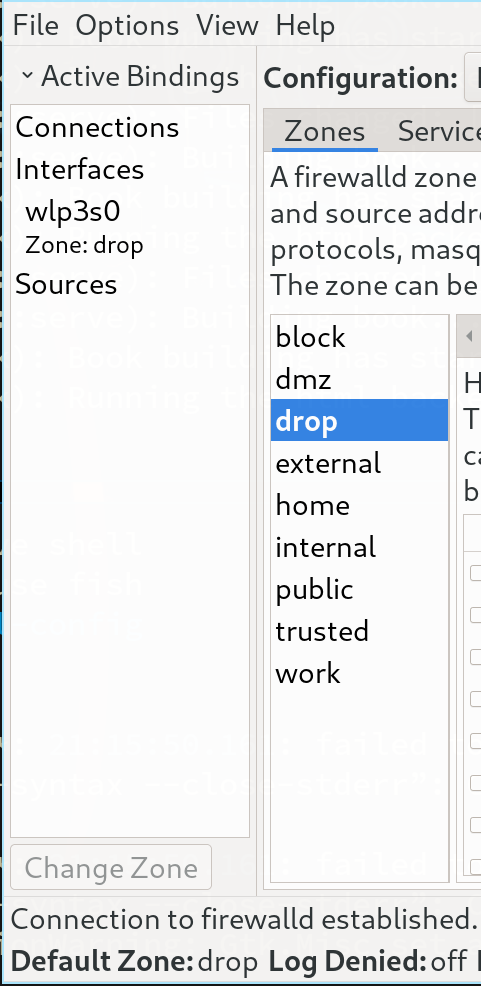 File Options View Help
Active Bindings
Configuration:
Connections
Interfaces
wlp3s0
Zone: drop
Sources
Change Zone
Zones Service
A firewalld zone
and source addre
protocols, masq
The zone can be
block
dmz
drop
external
home
internal
public
trusted
work
H
T
ca
b
Connection to firewalld established.
Default Zone: drop Log Denied: off